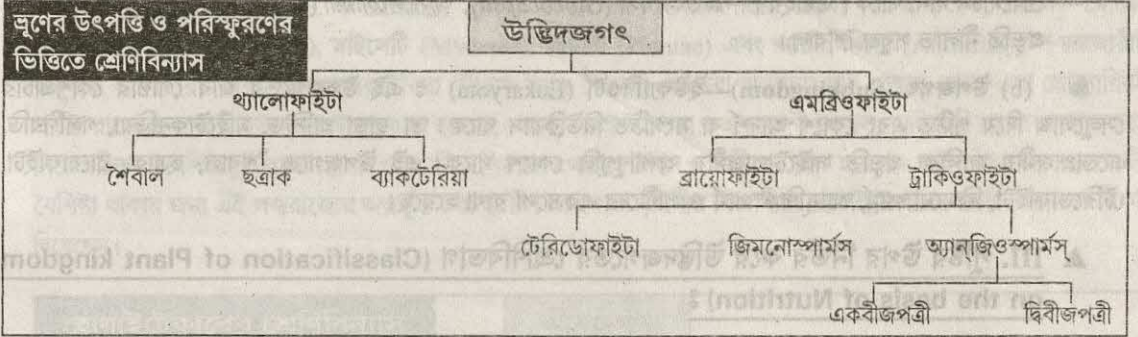 ভ্রূণের উৎপত্তি ও পরিস্ফুরণের
ভিত্তিতে শ্রেণিবিন্যাস
উদ্ভিদজগৎ
থ্যালোফাইটা
এমব্রিওফাইটা
শৈবাল
ছত্রাক
ব্যাকটেরিয়া
ব্রায়োফাইটা
ট্রাকিওফাইটা
টেরিডোফাইটা
জিমনোস্পার্মস
অ্যানজিওস্পার্মস
একবীজপত্রী
দ্বিবীজপত্রী